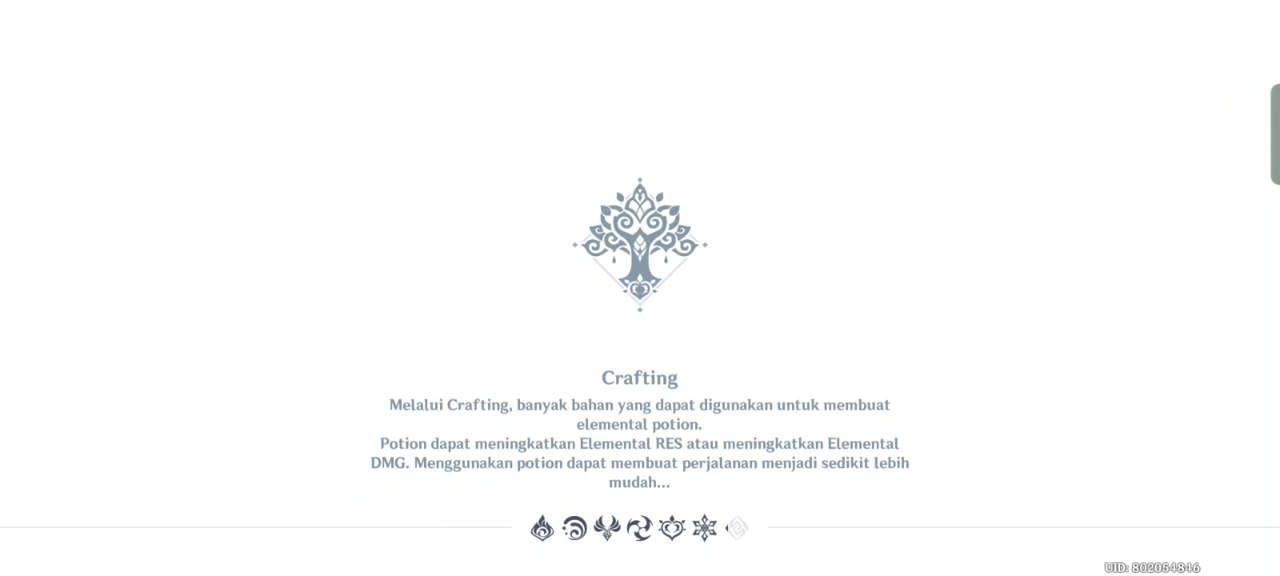 Crafting
Melalui Crafting, banyak bahan yang dapat digunakan untuk membuat
elemental potion.
Potion dapat meningkatkan Elemental RES atau meningkatkan Elemental
DMG. Menggunakan potion dapat membuat perjalanan menjadi sedikit lebih
mudah...
UID: 802054846